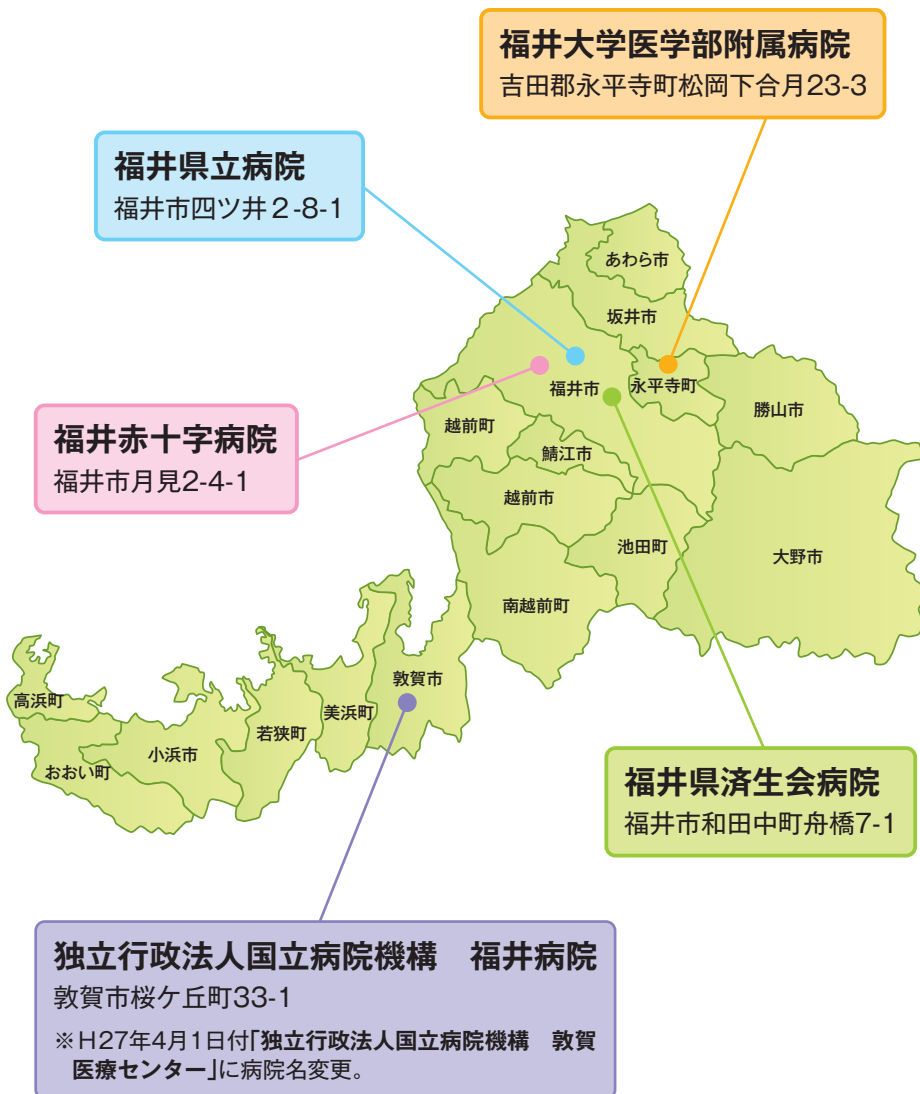 福井大学医学部附属病院
吉田郡永平寺町松岡下合月23-3
福井県立病院
福井市四ツ井2-8-1
あわら市
坂井市
福井市
永平寺町
勝山市
福井赤十字病院
福井市月見2-4-1
越前町
鯖江市
越前市
池田町
大野市
南越前町
敦賀市
高浜町
美浜町
若狭町
小浜市
おおい町
福井県済生会病院
福井市和田中町舟橋7-1
独立行政法人国立病院機構　福井病院
敦賀市桜ケ丘町33-1
※H27年4月1日付「独立行政法人国立病院機構　敦賀
医療センター」に病院名変更。